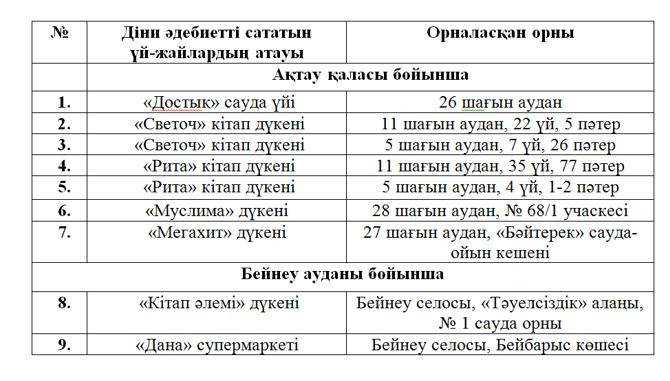 № Діни әдебиетті сататын Орналасқан орны
үй-жайлардың атауы
Ақтау қаласы бойынша
1. «Достық» сауда үйі 26 шағын аудан
2. «Светоч» кітап дүкені 11 шағын аудан, 22 үй, 5 пәтер
3. «Светоч» кітап дүкені 5 шағын аудан, 7 үй, 26 пәтер
4. «Рита» кітап дүкені 11 шағын аудан, 35 үй, 77 пәтер
5. «Рита» кітап дүкені 5 шағын аудан, 4 үй, 1-2 пәтер
6. «Муслима» дүкені 28 шағын аудан, № 68/1 учаскесі
7. «Мегахит» дүкені 27 шағын аудан, «Бәйтерек» сауда-
ойын кешені
Бейнеу ауданы бойынша
8. «Кітап әлемі» дүкені Бейнеу селосы, «Тәуелсіздік» алаңы,
№ 1 сауда орны
9. «Дана» супермаркеті Бейнеу селосы, Бейбарыс көшесі